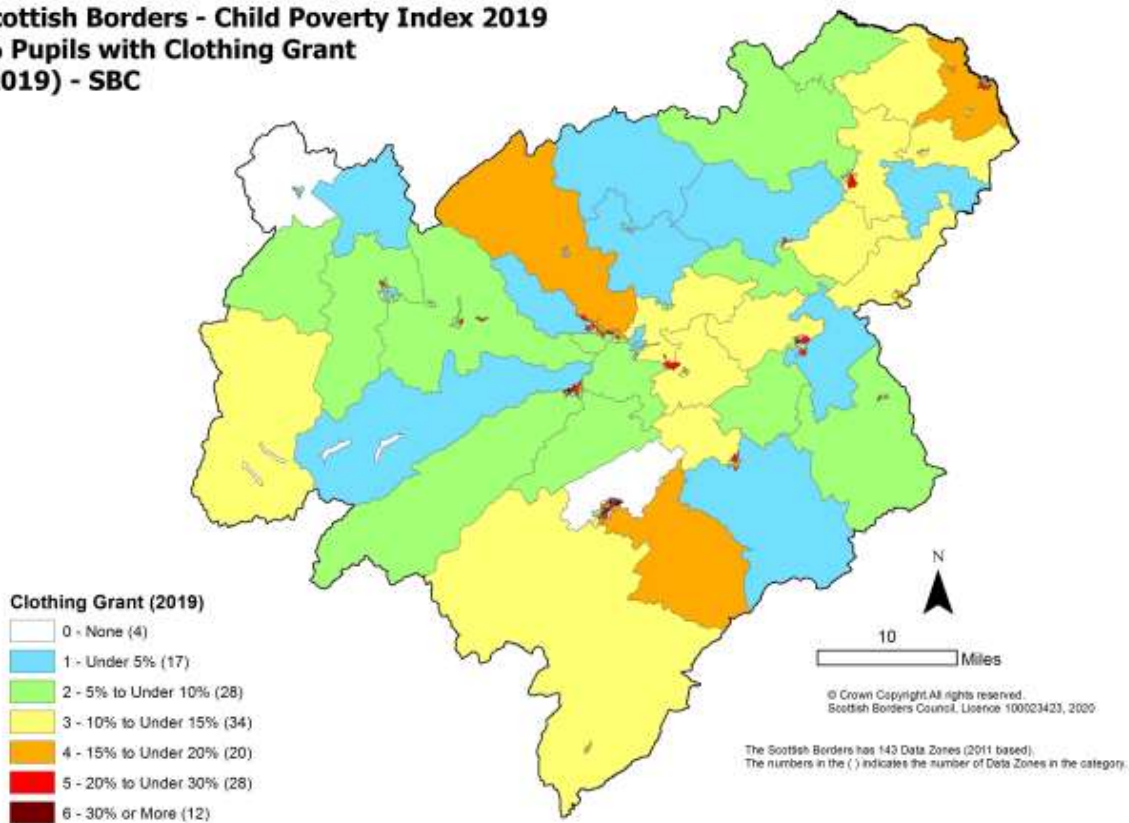 cottish Borders - Child Poverty Index 2019
% Pupils with Clothing Grant
2019) - SBC
Clothing Grant (2019)
0 - None (4)
1 - Under 5% (17)
2 - 5% to Under 10% (28)
3 - 10% to Under 15% (34)
4 - 15% to Under 20% (20)
5 - 20% to Under 30% (28)
6 - 30% or More (12)
N
10
Miles
© Crown Copyright. All rights reserved.
Scottish Borders Council, Licence 100023423, 2020
The Scottish Borders has 143 Data Zones (2011 based).
The numbers in the ( ) indicates the number of Data Zones in the category.